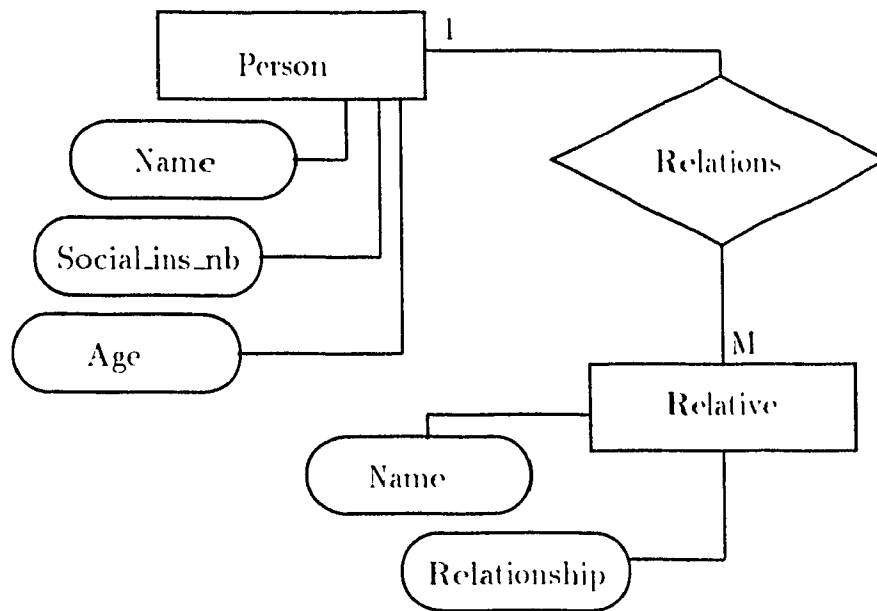 1
Person
Name
Relations
Social_ins_nb
Age
M
Relative
Name
Relationship